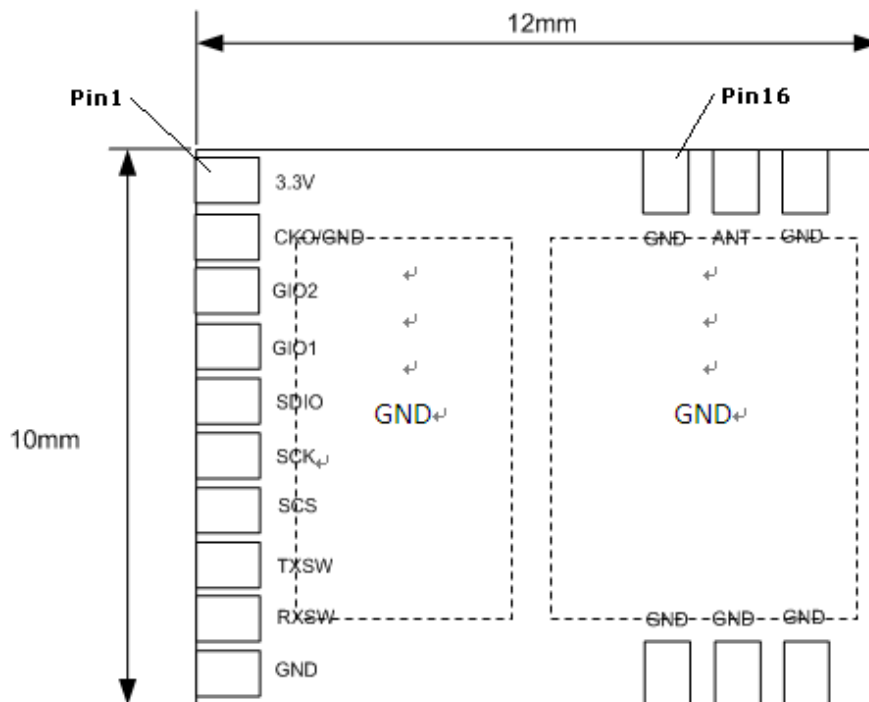 12mm
Pin1
Pin16
3.3V
CKO/GND
GND ANT GND
GIO2
GIO1
SDIO
GND↵
GND↵
10mm
SCK↵
SCS
TXSW
RXSW
GND GND GND
GND